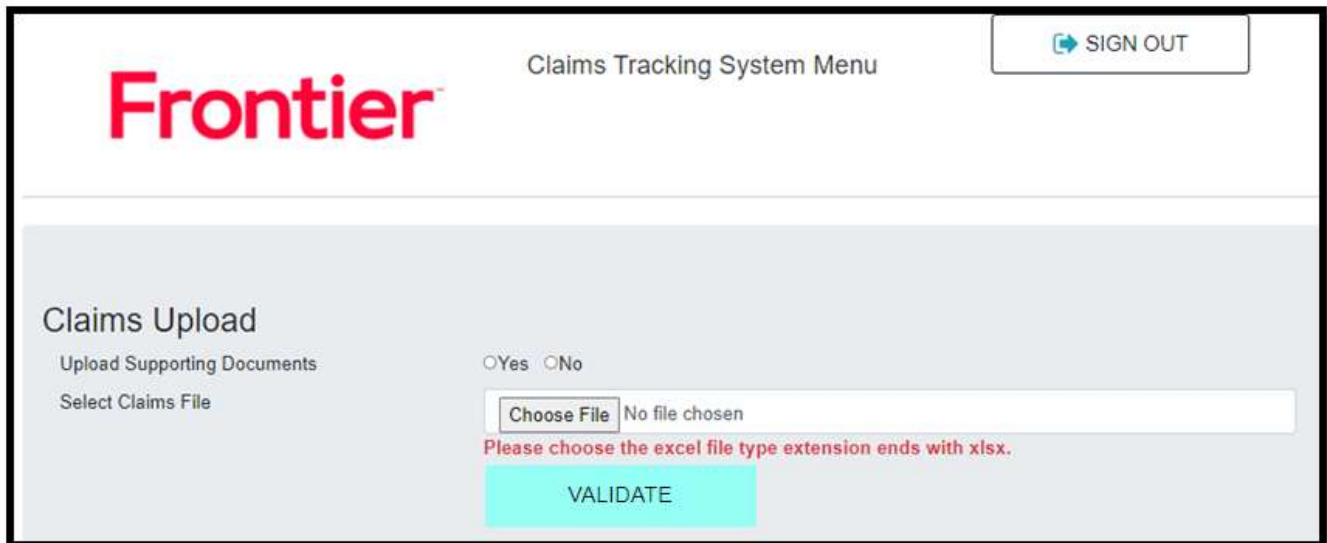 Frontier
Claims Tracking System Menu
SIGN OUT
Claims Upload
Upload Supporting Documents
Yes No
Select Claims File
Choose File No file chosen
Please choose the excel file type extension ends with xlsx.
VALIDATE